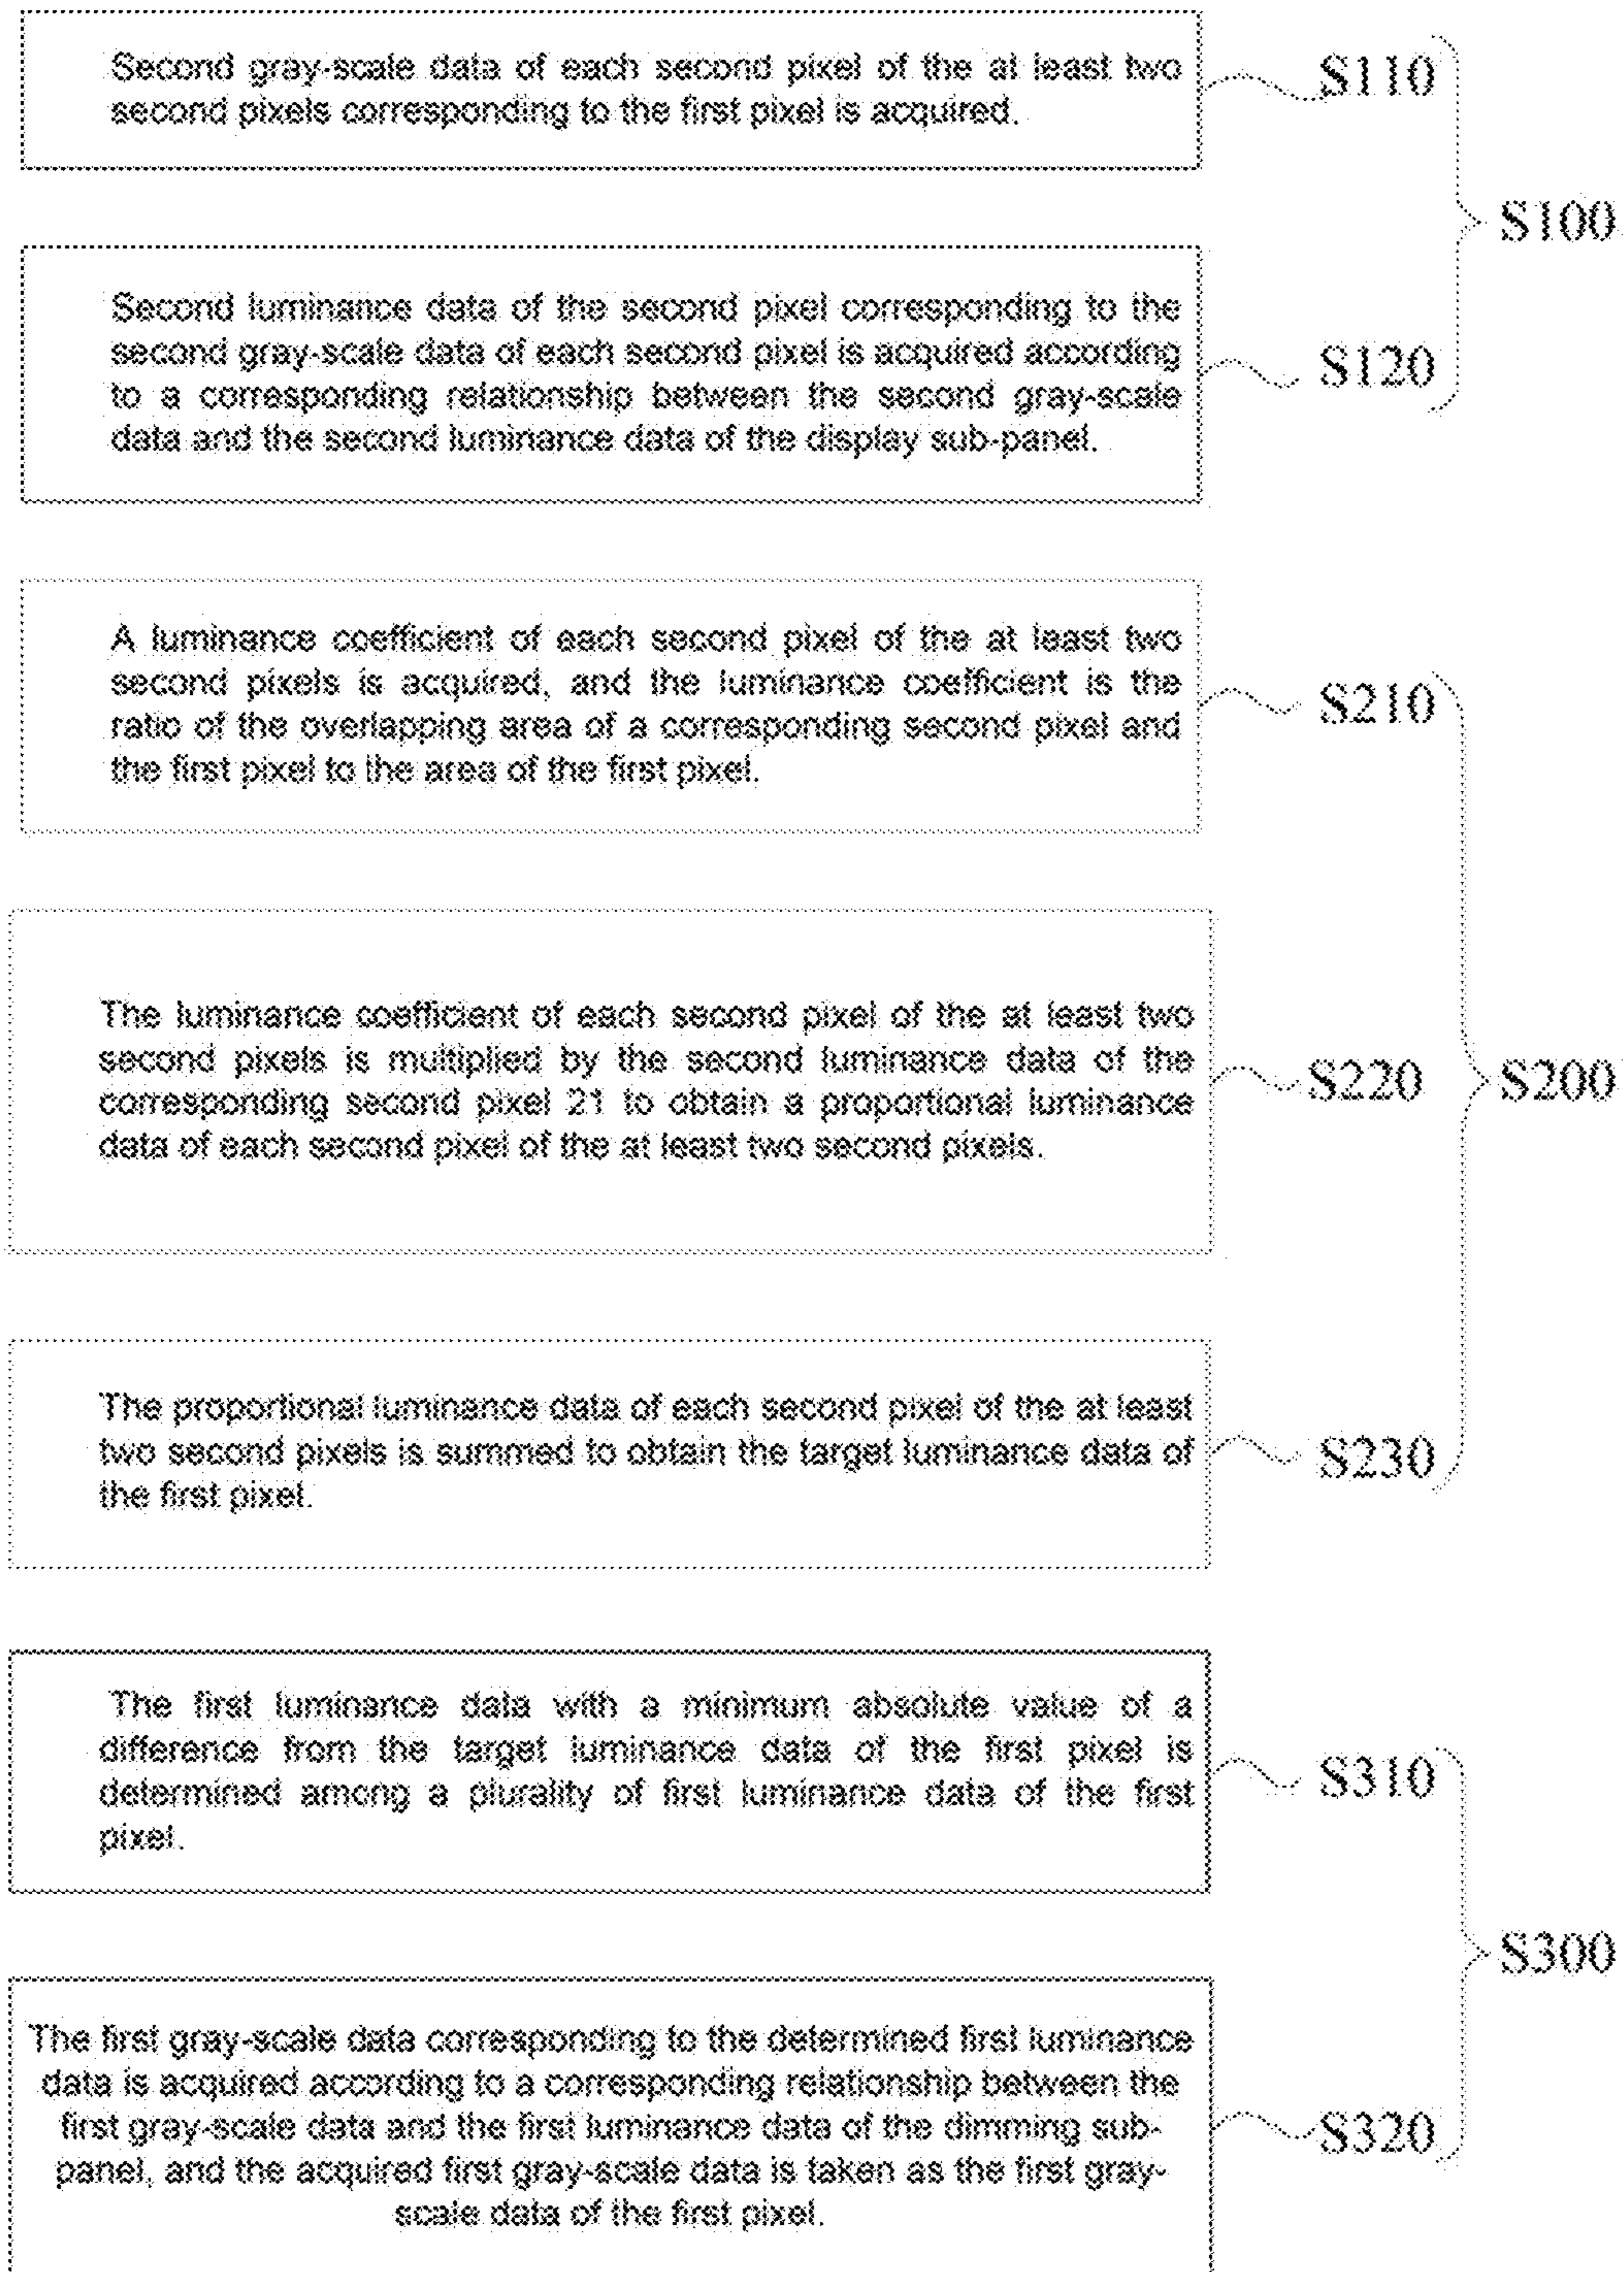 Second gray-scale data of each second pixel of the at least two
second pixels corresponding to the first pixel is acquired.
S110
S100
Second luminance data of the second pixel corresponding to the
second gray-scale data of each second pixel is acquired according
to a corresponding relationship between the second gray-scale
data and the second luminance data of the display sub-panel.
S120
A luminance coefficient of each second pixel of the at least two
second pixels is acquired, and the luminance coefficient is the
ratio of the overlapping area of a corresponding second pixel and
the first pixel to the area of the first pixel.
S210
The luminance coefficient of each second pixel of the at least two
second pixels is multiplied by the second luminance data of the
corresponding second pixel 21 to obtain a proportional luminance
data of each second pixel of the at least two second pixels.
S220
S200
The proportional luminance data of each second pixel of the at least
two second pixels is summed to obtain the target luminance data of
the first pixel.
S230
The first luminance data with a minimum absolute value of a
difference from the target luminance data of the first pixel is
determined among a plurality of first luminance data of the first
pixel.
S310
S300
The first gray-scale data corresponding to the determined first luminance
data is acquired according to a corresponding relationship between the
first gray-scale data and the first luminance data of the dimming sub-
panel, and the acquired first gray-scale data is taken as the first gray-
scale data of the first pixel.
S320